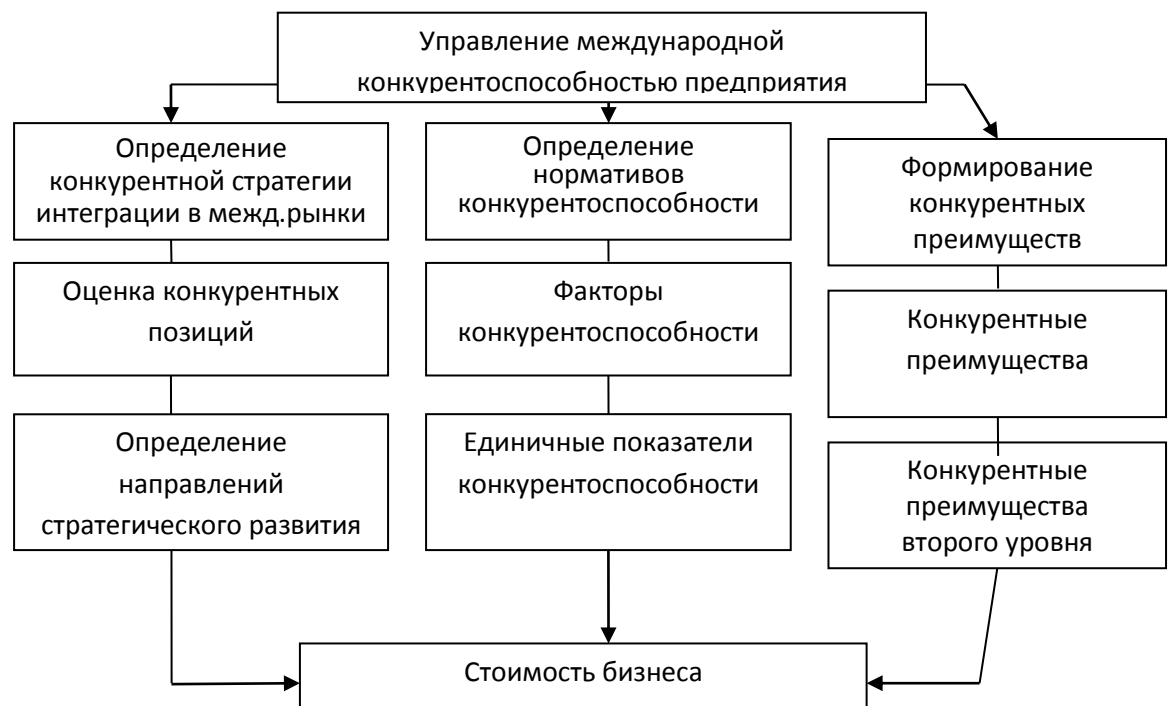 Управление международной
конкурентоспособностью предприятия
Определение
конкурентной стратегии
интеграции в межд.рынки
Определение
нормативов
конкурентоспособности
Формирование
конкурентных
преимуществ
Оценка конкурентных
позиций
Факторы
конкурентоспособности
Конкурентные
преимущества
Определение
направлений
стратегического развития
Единичные показатели
конкурентоспособности
Конкурентные
преимущества
второго уровня
Стоимость бизнеса